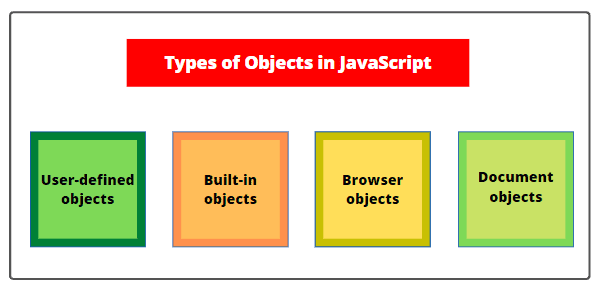 Types of Objects in JavaScript
User-defined
objects
Built-in
objects
Browser
objects
Document
objects